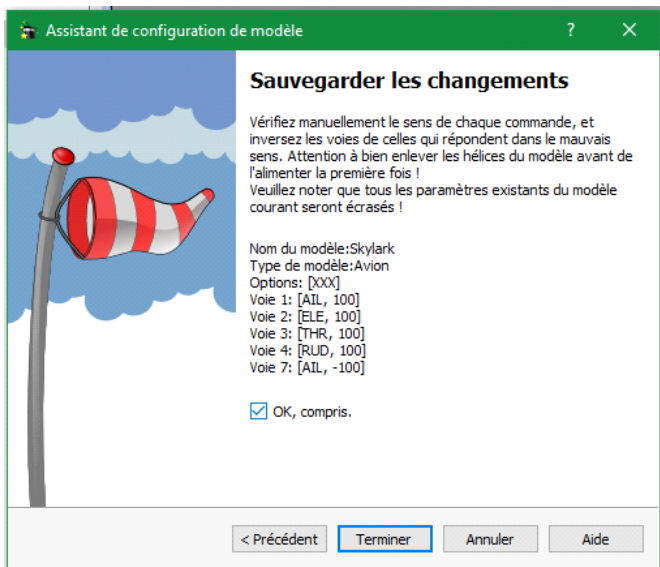 Assistant de configuration de modèle
Sauvegarder les changements
Vérifiez manuellement le sens de chaque commande, et
inversez les voies de celles qui répondent dans le mauvais
sens. Attention à bien enlever les hélices du modèle avant de
l'alimenter la première fois !
Veuillez noter que tous les paramètres existants du modèle
courant seront écrasés !
Nom du modèle:Skylark
Type de modèle:Avion
Options: [XXX]
Voie 1: [AIL, 100]
Voie 2: [ELE, 100]
Voie 3: [THR, 100]
Voie 4: [RUD, 100]
Voie 7: [AIL, -100]
OK, compris.
< Précédent Terminer Annuler Aide